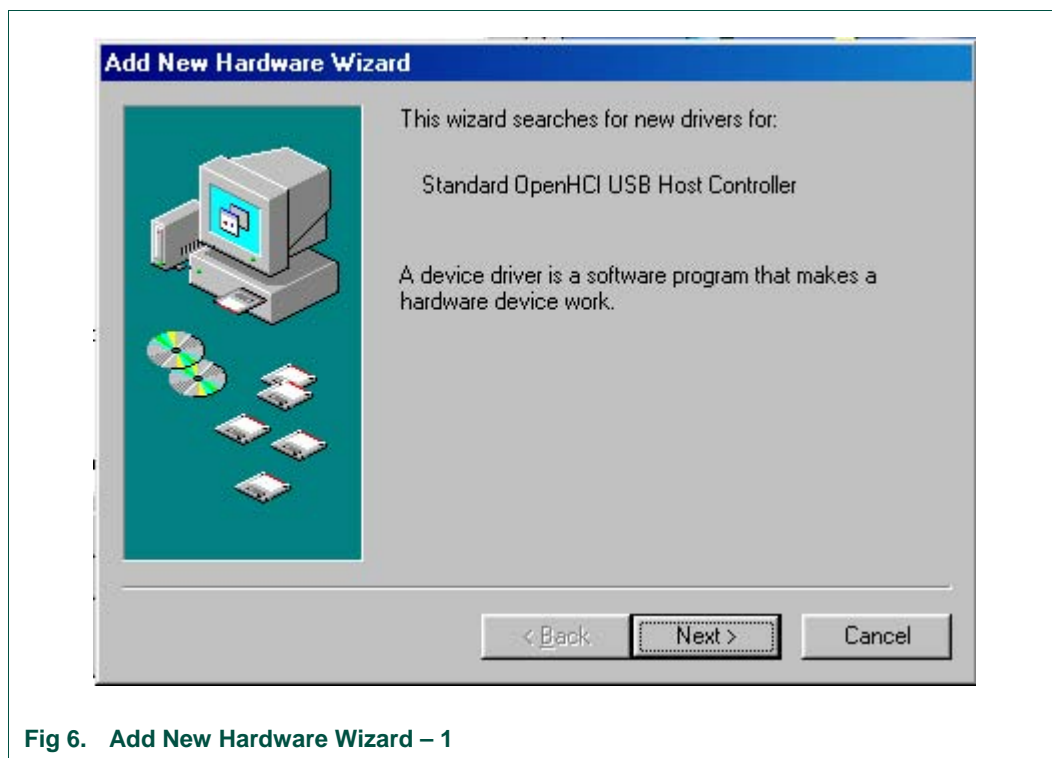 Add New Hardware Wizard
This wizard searches for new drivers for:
Standard OpenHCI USB Host Controller
A device driver is a software program that makes a
hardware device work.
< Back
Next >
Cancel
Fig 6. Add New Hardware Wizard – 1